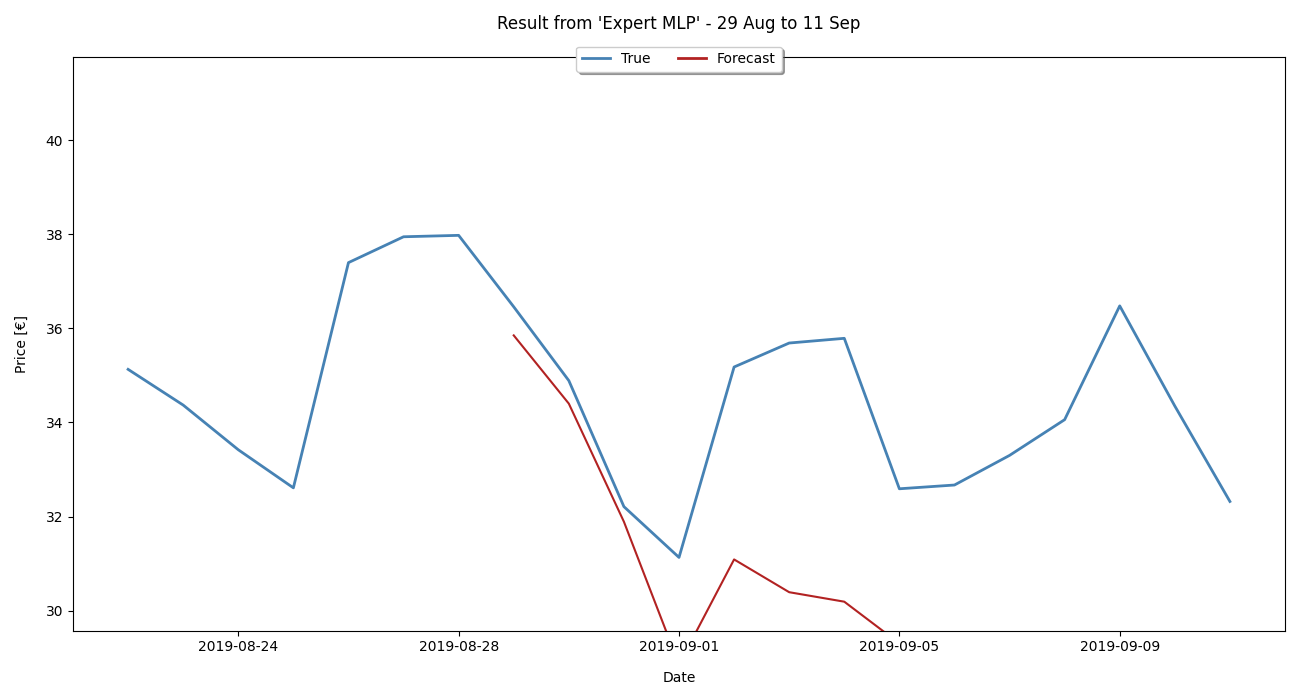 Result from 'Expert MLP' - 29 Aug to 11 Sep
True Forecast
40
38
36
34
32
30
Price [€]
2019-08-24 2019-08-28 2019-09-01 2019-09-05 2019-09-09
Date